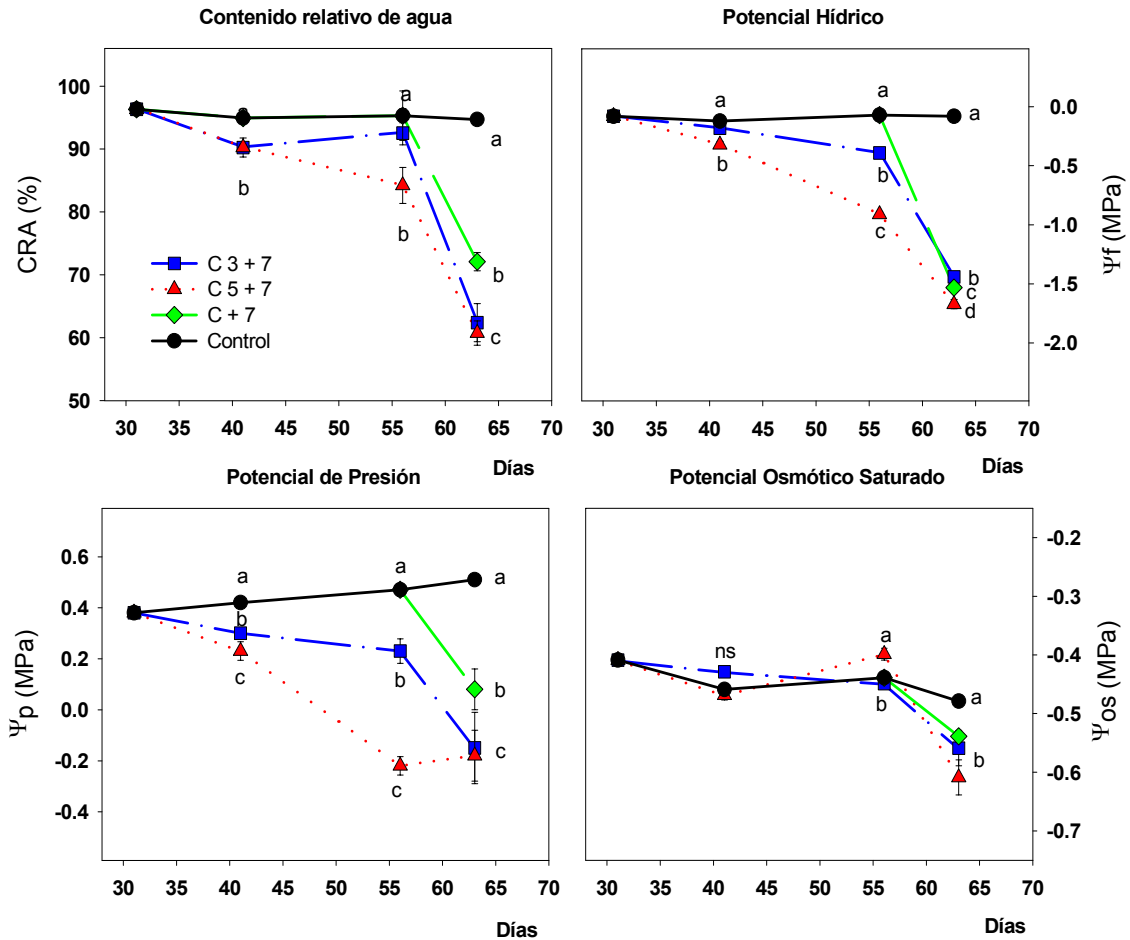 Contenido relativo de agua
CRA (%)
100
90
80
70
60
50
a
a
a
b
b
b
c
C 3 + 7
C 5 + 7
C + 7
Control
30 35 40 45 50 55 60 65 70
Días
Potencial Hídrico
a
a
a
b
b
c
b
c
d
0.0
-0.5
-1.0
-1.5
-2.0
Ψf (MPa)
30 35 40 45 50 55 60 65 70
Días
Potencial de Presión
Ψp (MPa)
0.6
0.4
0.2
0.0
-0.2
-0.4
a
a
a
b
c
b
c
b
c
30 35 40 45 50 55 60 65 70
Días
Potencial Osmótico Saturado
ns
a
b
a
b
-0.2
-0.3
-0.4
-0.5
-0.6
-0.7
Ψos (MPa)
30 35 40 45 50 55 60 65 70
Días